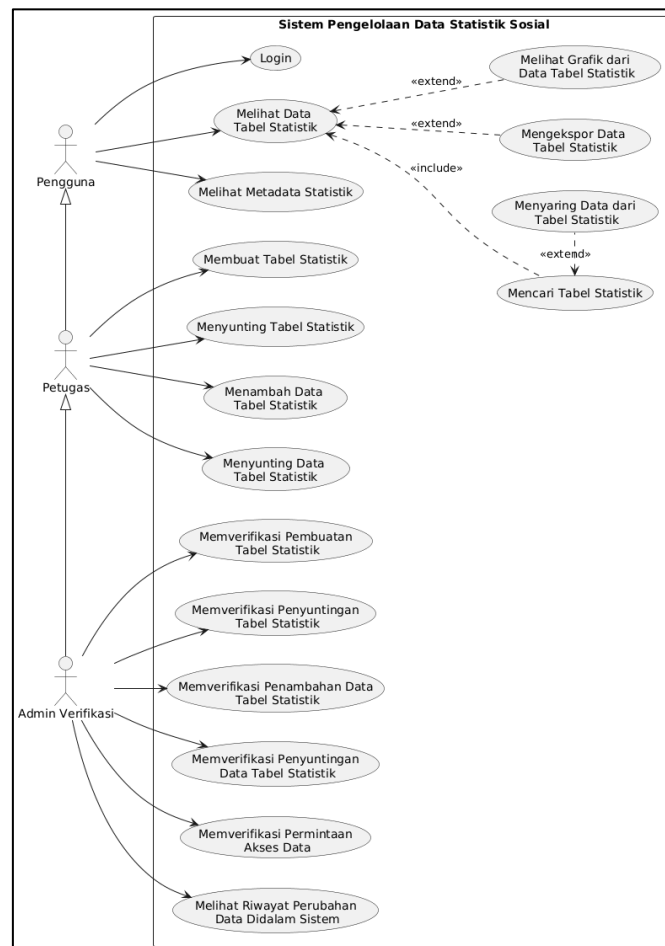 Sistem Pengelolaan Data Statistik Sosial
Login
Melihat Grafik dari
Data Tabel Statistik
«extend»
Melihat Data
Tabel Statistik
«extend»
Mengekspor Data
Tabel Statistik
Pengguna
«include»
Melihat Metadata Statistik
Menyaring Data dari
Tabel Statistik
«extend»
Membuat Tabel Statistik
Mencari Tabel Statistik
Menyunting Tabel Statistik
Petugas
Menambah Data
Tabel Statistik
Menyunting Data
Tabel Statistik
Memverifikasi Pembuatan
Tabel Statistik
Memverifikasi Penyuntingan
Tabel Statistik
Admin Verifikasi
Memverifikasi Penambahan Data
Tabel Statistik
Memverifikasi Penyuntingan
Data Tabel Statistik
Memverifikasi Permintaan
Akses Data
Melihat Riwayat Perubahan
Data Didalam Sistem